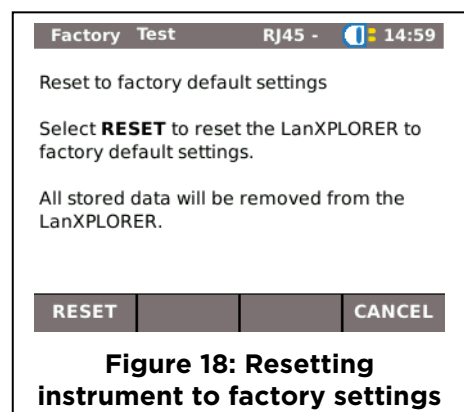 Factory Test RJ45 - 14:59
Reset to factory default settings
Select RESET to reset the LanXPLORER to
factory default settings.
All stored data will be removed from the
LanXPLORER.
RESET CANCEL
Figure 18: Resetting
instrument to factory settings